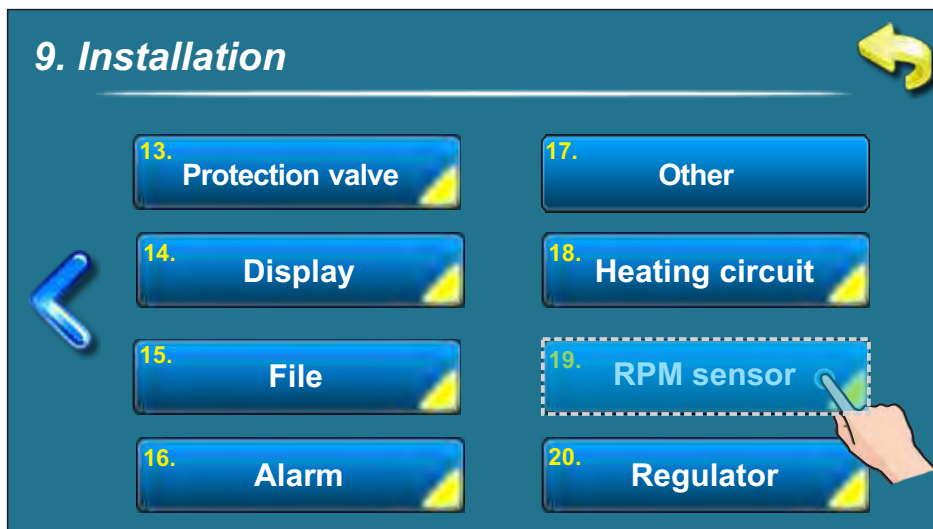 9. Installation
13.
Protection valve
14.
Display
15.
File
16.
Alarm
17.
Other
18.
Heating circuit
19.
RPM sensor
20.
Regulator